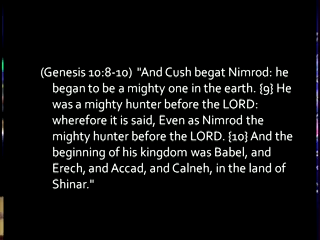 (Genesis 10:8-10) "And Cush begat Nimrod: he
began to be a mighty one in the earth. {9} He
was a mighty hunter before the LORD:
wherefore it is said, Even as Nimrod the
mighty hunter before the LORD. {10} And the
beginning of his kingdom was Babel, and
Erech, and Accad, and Calneh, in the land of
Shinar."